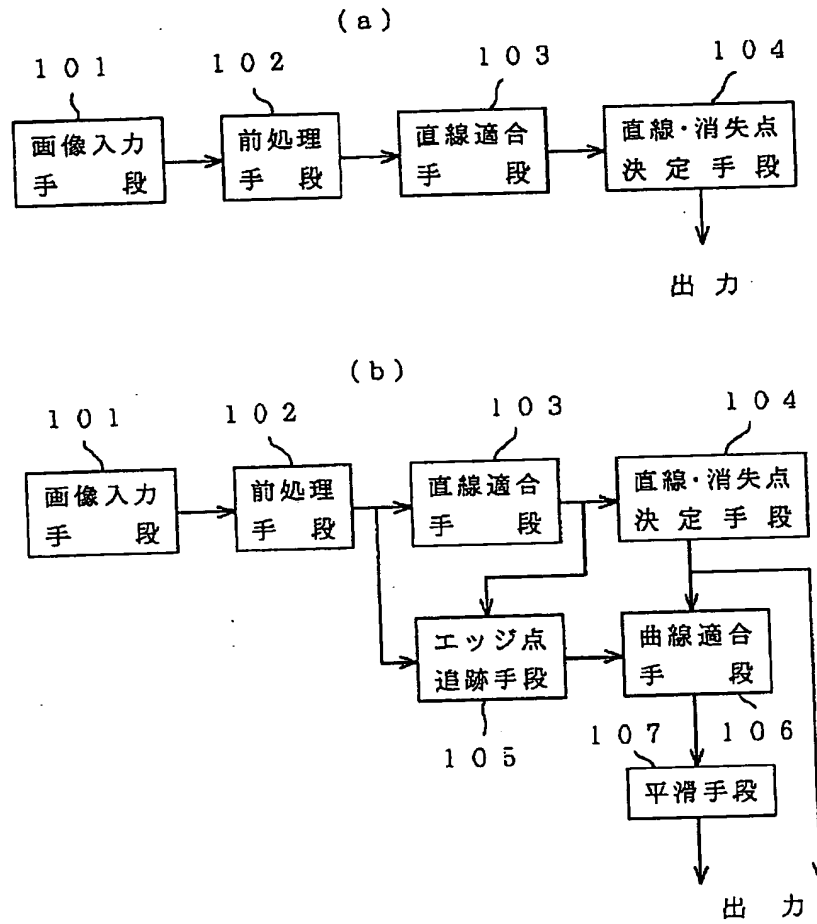 (a)
101
102
103
104
画像入力
手段
前処理
手段
直線適合
手段
直線・消失点
決定手段
出力
(b)
101
102
103
104
画像入力
手段
前処理
手段
直線適合
手段
直線・消失点
決定手段
エッジ点
追跡手段
曲線適合
手段
105
106
107
平滑手段
出力